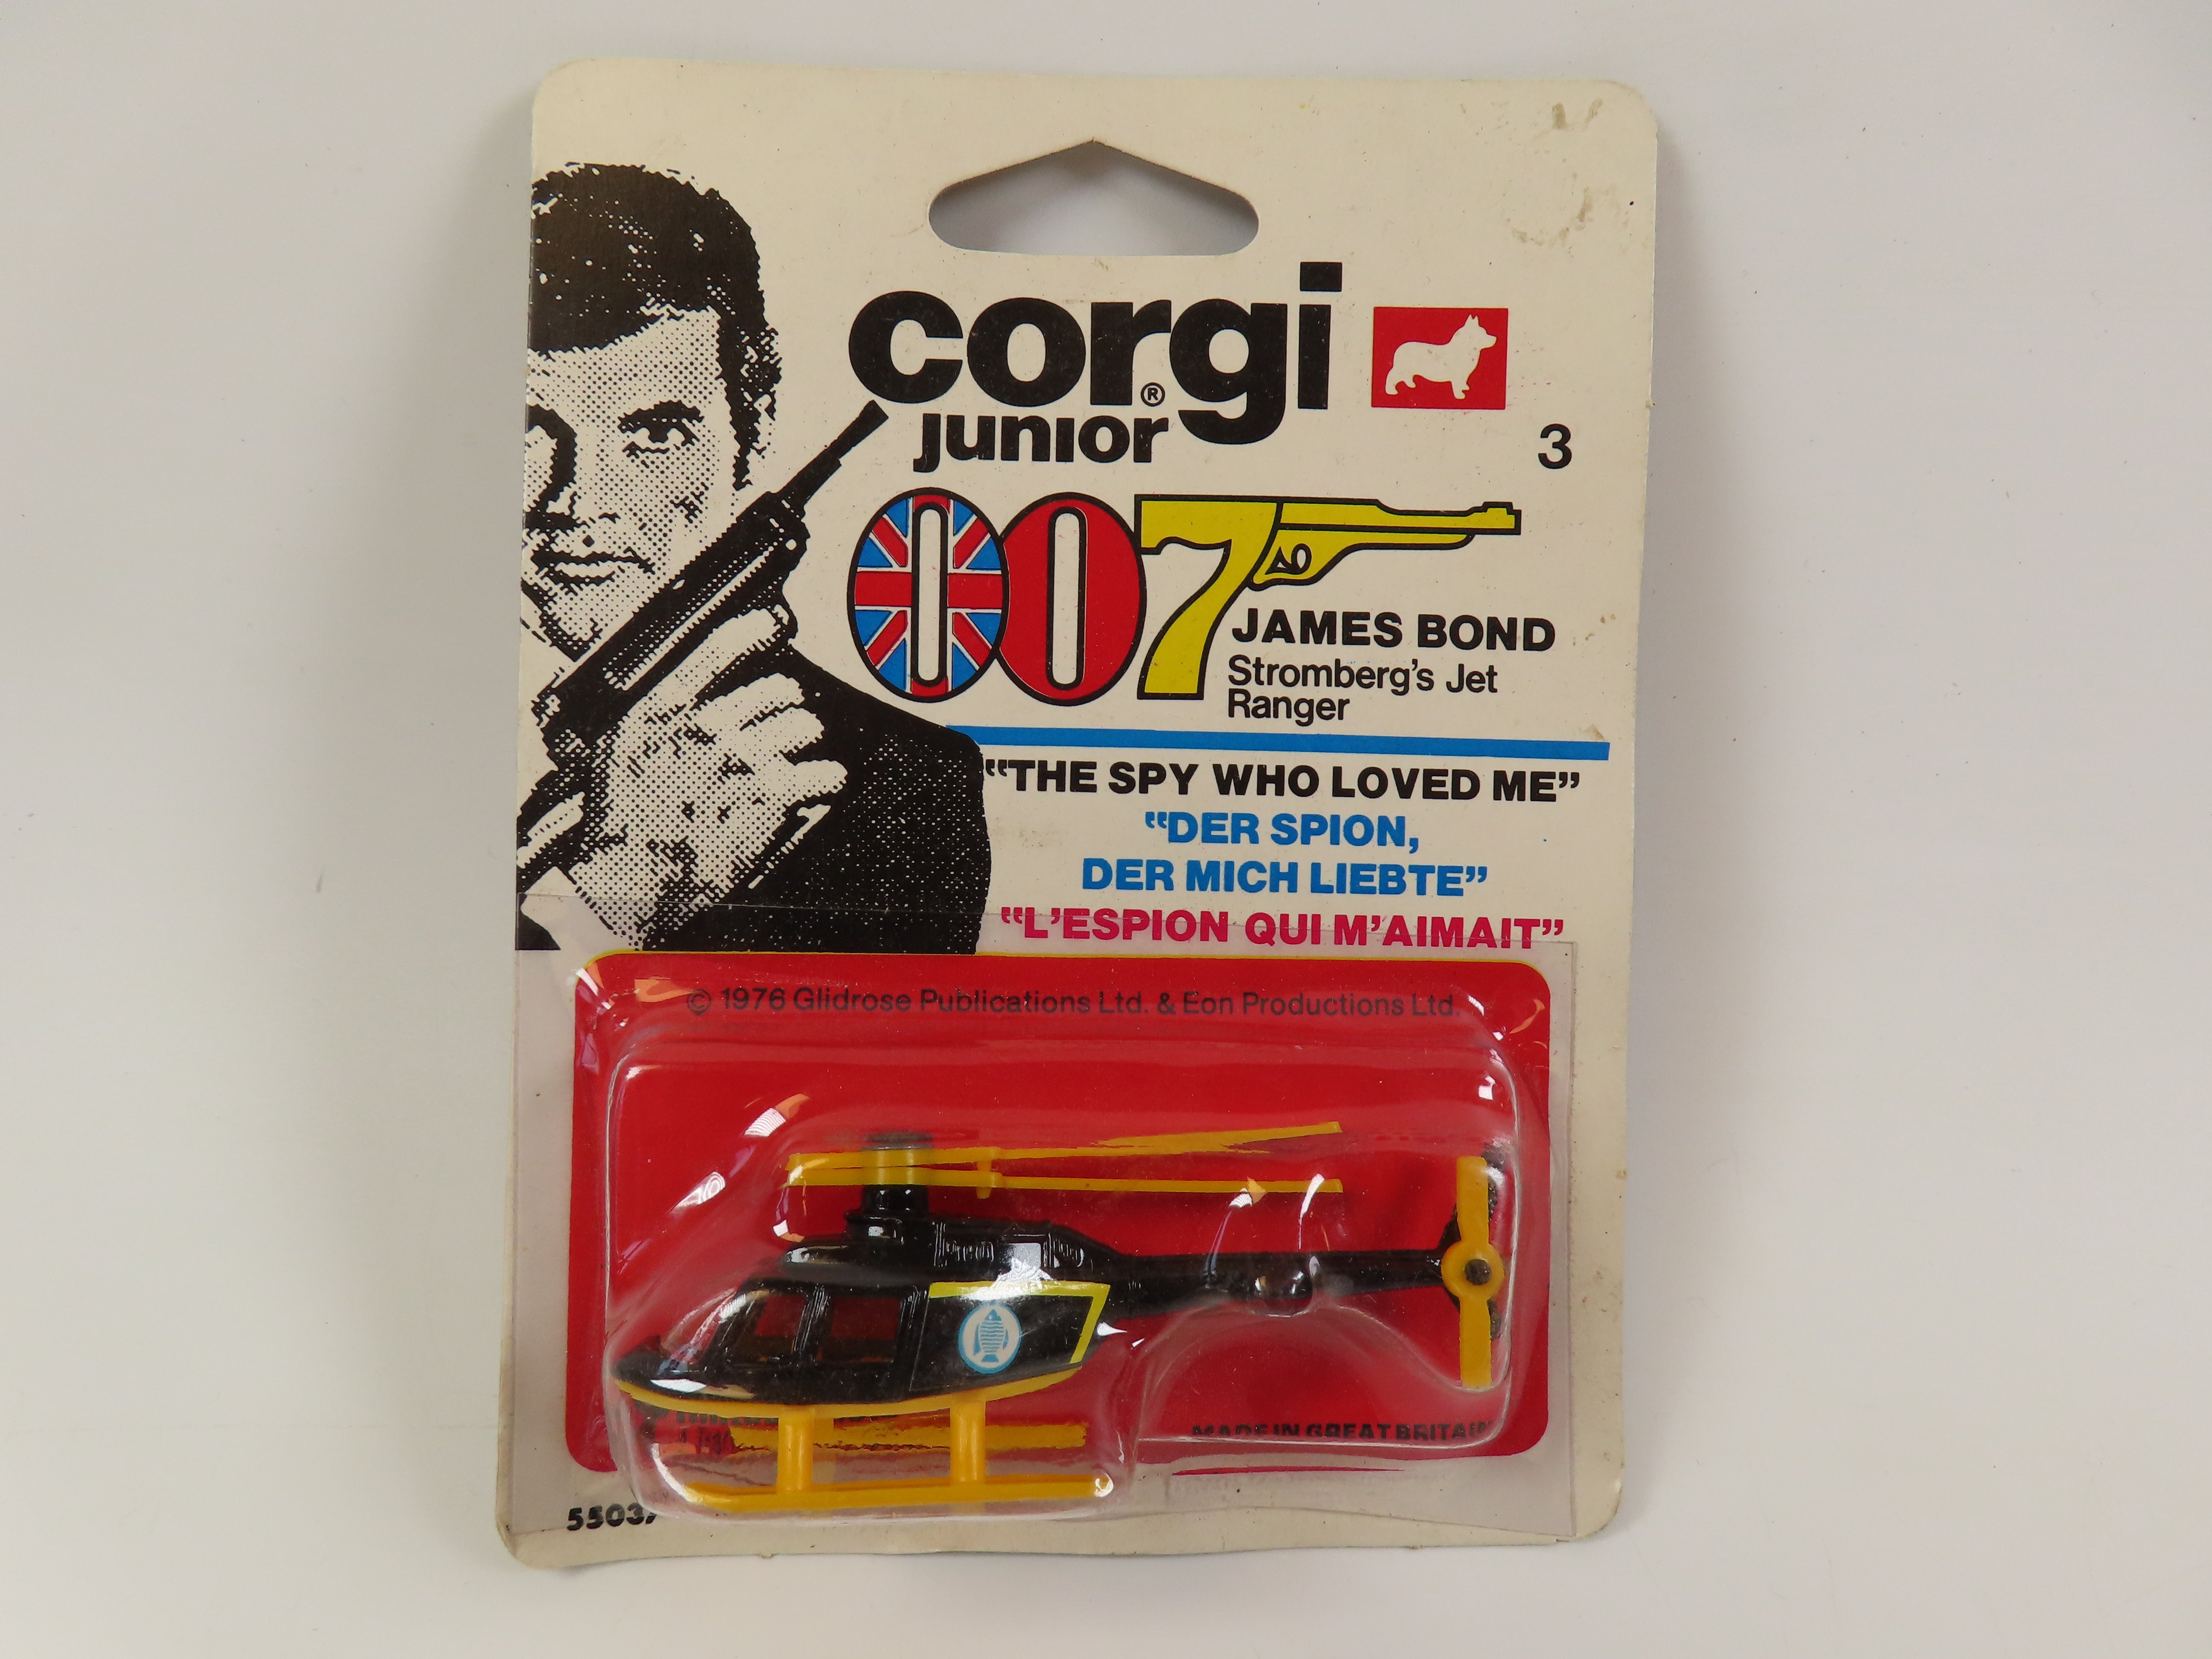 corgi®
junior
3
007
JAMES BOND
Stromberg's Jet
Ranger
"THE SPY WHO LOVED ME"
"DER SPION,
DER MICH LIEBTE"
"L'ESPION QUI M'AIMAIT"
© 1976 Glidrose Publications Ltd. & Eon Productions Ltd.
MADE IN GREAT BRITAIN